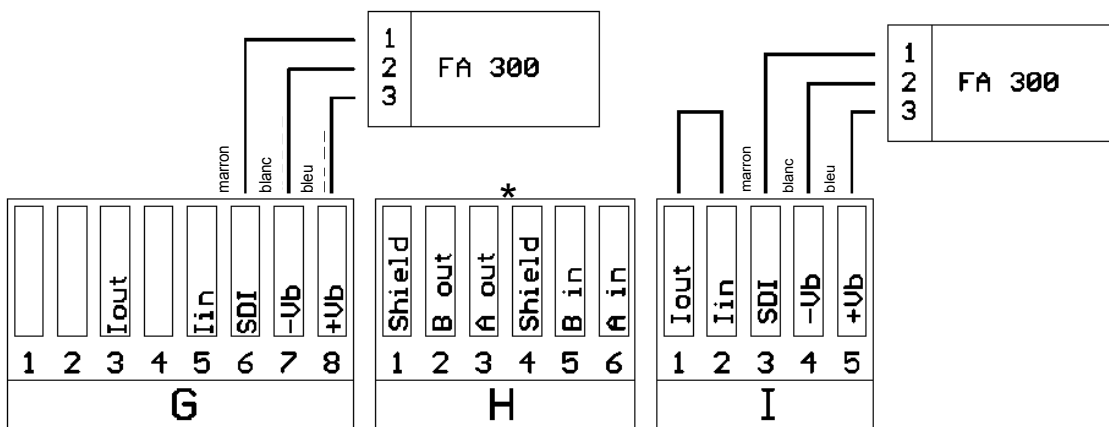 1
2 FA 300
3
1
2 FA 300
3
marron
blanc
bleu
marron
blanc
bleu
*
Iout
Iin
SDI
-Vb
+Vb
1 2 3 4 5 6 7 8
G
Shield
B out
A out
Shield
B in
A in
1 2 3 4 5 6
H
Iout
Iin
SDI
-Vb
+Vb
1 2 3 4 5
I